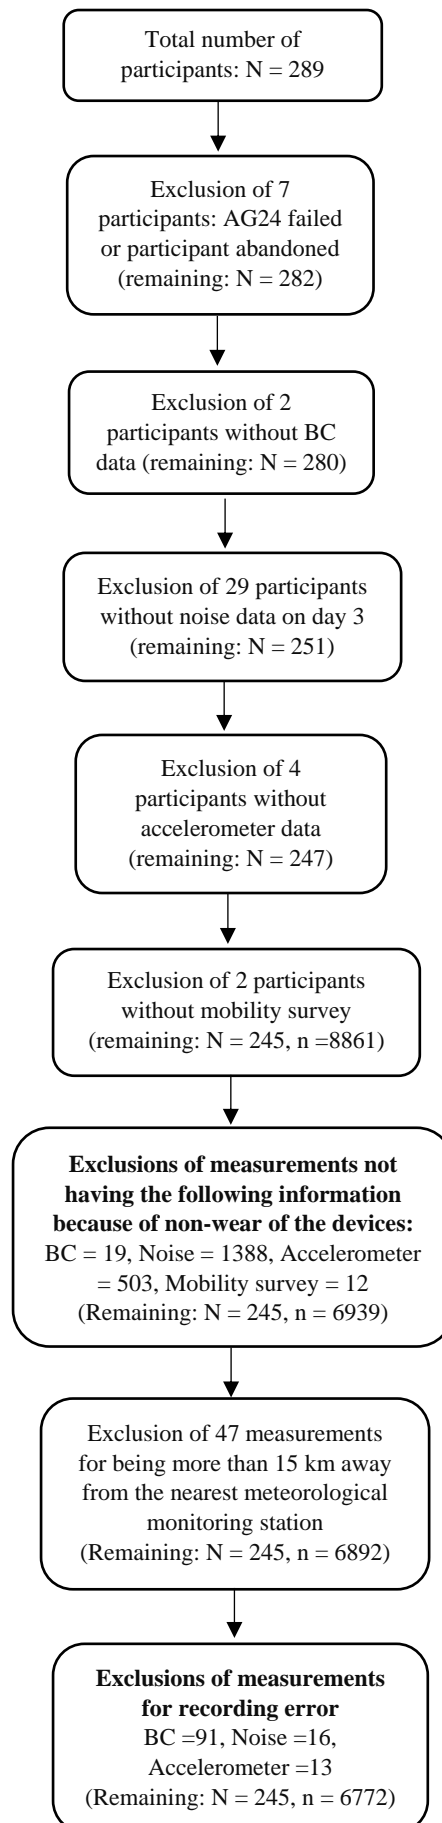 Total number of
participants: N = 289
Exclusion of 7
participants: AG24 failed
or participant abandoned
(remaining: N = 282)
Exclusion of 2
participants without BC
data (remaining: N = 280)
Exclusion of 29 participants
without noise data on day 3
(remaining: N = 251)
Exclusion of 4
participants without
accelerometer data
(remaining: N = 247)
Exclusion of 2 participants
without mobility survey
(remaining: N = 245, n =8861)
Exclusions of measurements not
having the following information
because of non-wear of the devices:
BC = 19, Noise = 1388, Accelerometer
= 503, Mobility survey = 12
(Remaining: N = 245, n = 6939)
Exclusion of 47 measurements
for being more than 15 km away
from the nearest meteorological
monitoring station
(Remaining: N = 245, n = 6892)
Exclusions of measurements
for recording error
BC =91, Noise =16,
Accelerometer =13
(Remaining: N = 245, n = 6772)